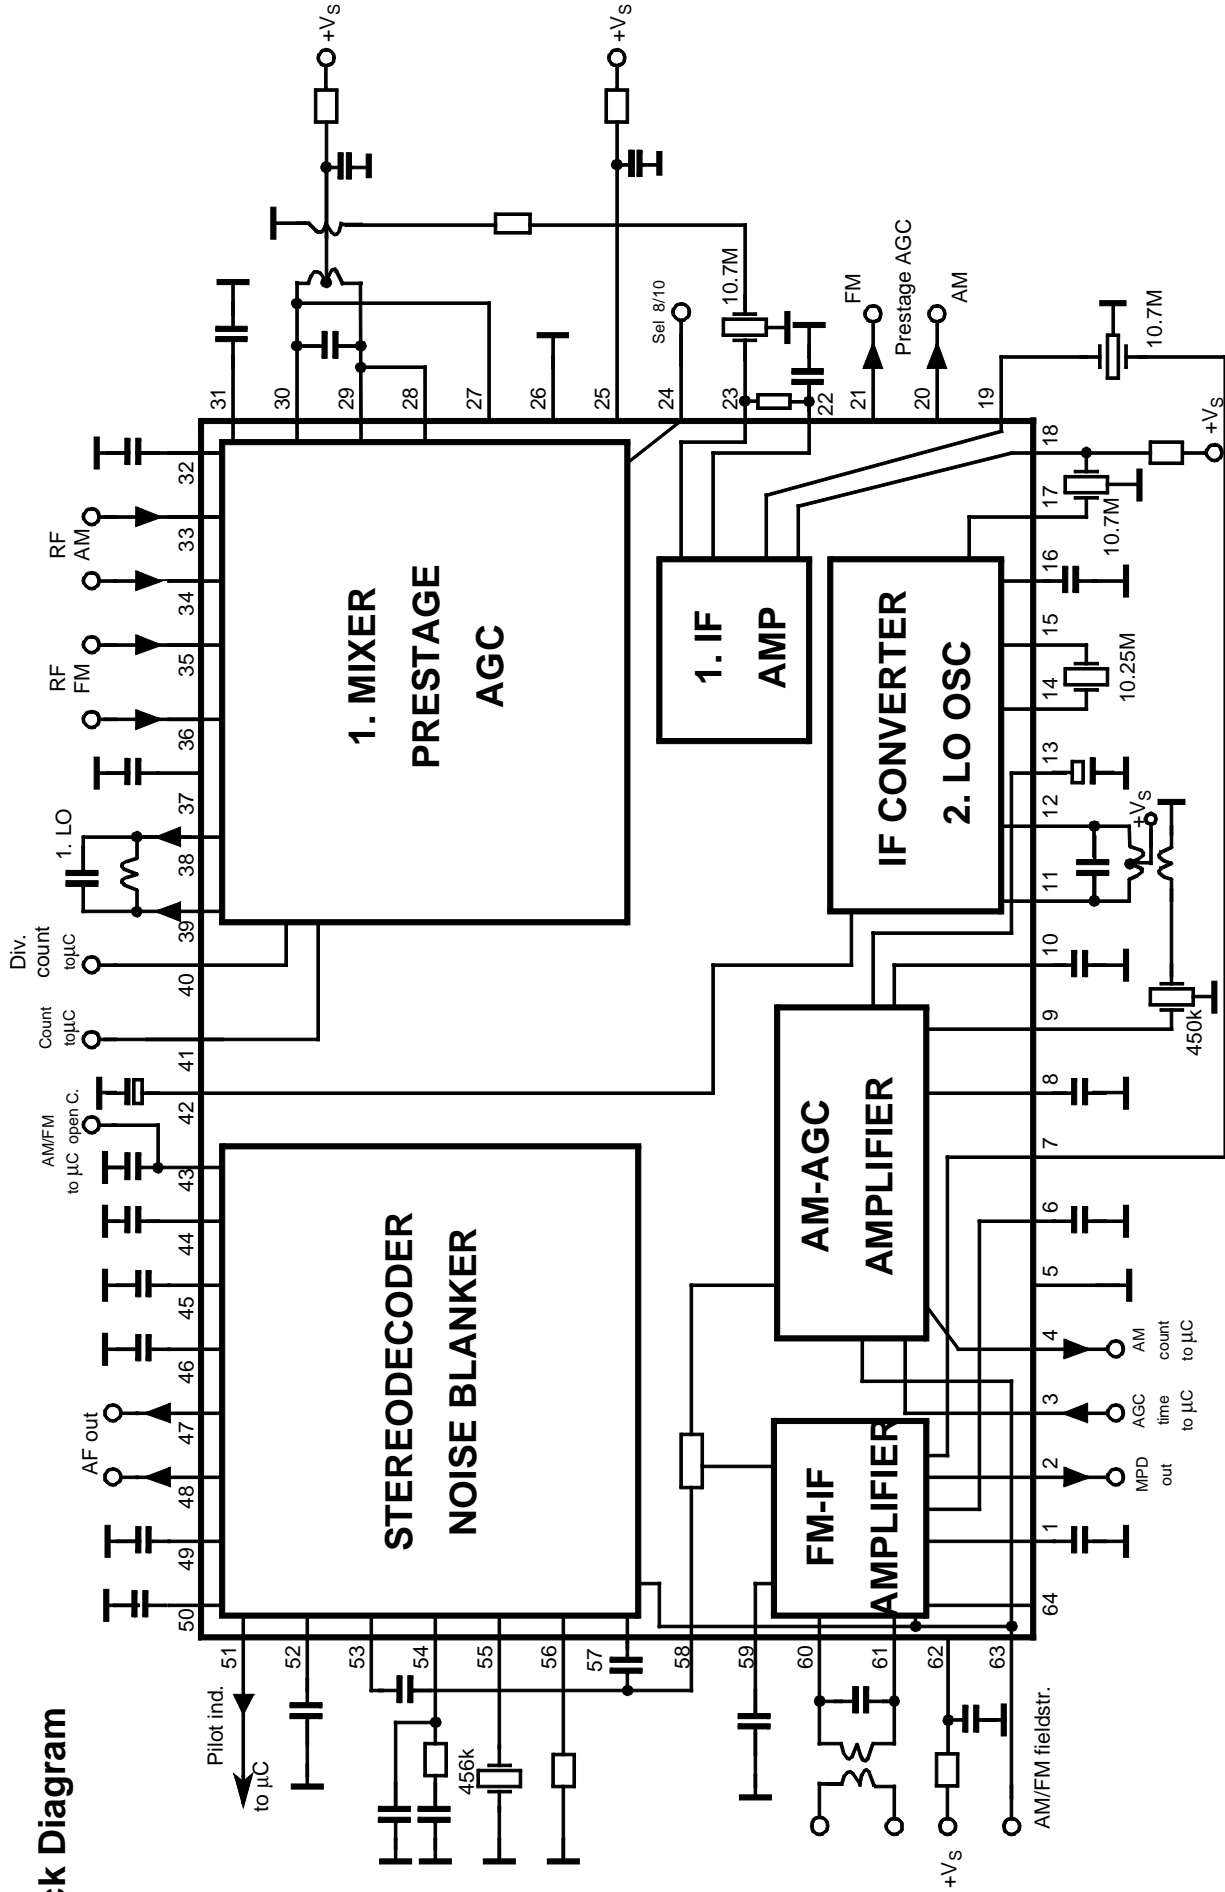 ck Diagram
+VS
+VS
31
30
29
28
27
26
25
24
23
22
21
20
19
Sel 8/10
10.7M
FM
Prestage AGC
AM
10.7M
32
33
34
35
36
37
38
39
40
41
42
43
44
45
46
47
48
49
50
RF
AM
RF
FM
1. LO
Div.
count
toµC
Count
toµC
AM/FM
to µC open C.
AF out
1. MIXER
PRESTAGE
AGC
1. IF
AMP
IF CONVERTER
2. LO OSC
STEREODECODER
NOISE BLANKER
AM-AGC
AMPLIFIER
FM-IF
AMPLIFIER
18
17
16
15
14
13
12
11
10
9
8
7
6
5
4
3
2
1
64
+VS
10.7M
10.25M
+VS
450k
AM
count
to µC
AGC
time
to µC
MPD
out
51
52
53
54
55
56
57
58
59
60
61
62
63
Pilot ind.
to µC
456k
+VS
AM/FM fieldstr.